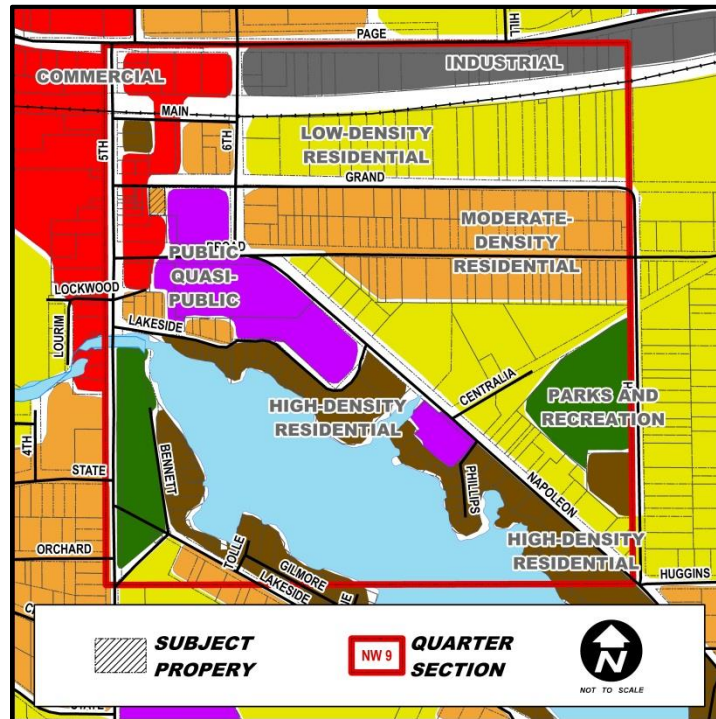 PAGE
HILL
COMMERCIAL
INDUSTRIAL
MAIN
5TH
6TH
LOW-DENSITY
RESIDENTIAL
GRAND
MODERATE-
DENSITY
RESIDENTIAL
BROAD
PUBLIC
QUASI-
PUBLIC
LOCKWOOD
LOURIM
LAKESIDE
CENTRALIA
PARKS AND
RECREATION
HIGH-DENSITY
RESIDENTIAL
4TH
STATE
BENNETT
PHILLIPS
NAPOLEON
ORCHARD
TOLLE
GILMORE
LAKESIDE
HIGH-DENSITY
RESIDENTIAL
HUGGINS
SUBJECT
PROPERY
NW 9
QUARTER
SECTION
N
NOT TO SCALE
STATE